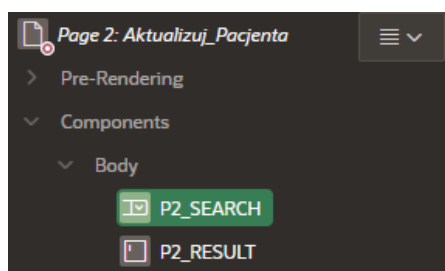 Page 2: Aktualizuj_Pacjenta
Pre-Rendering
Components
Body
P2_SEARCH
P2_RESULT